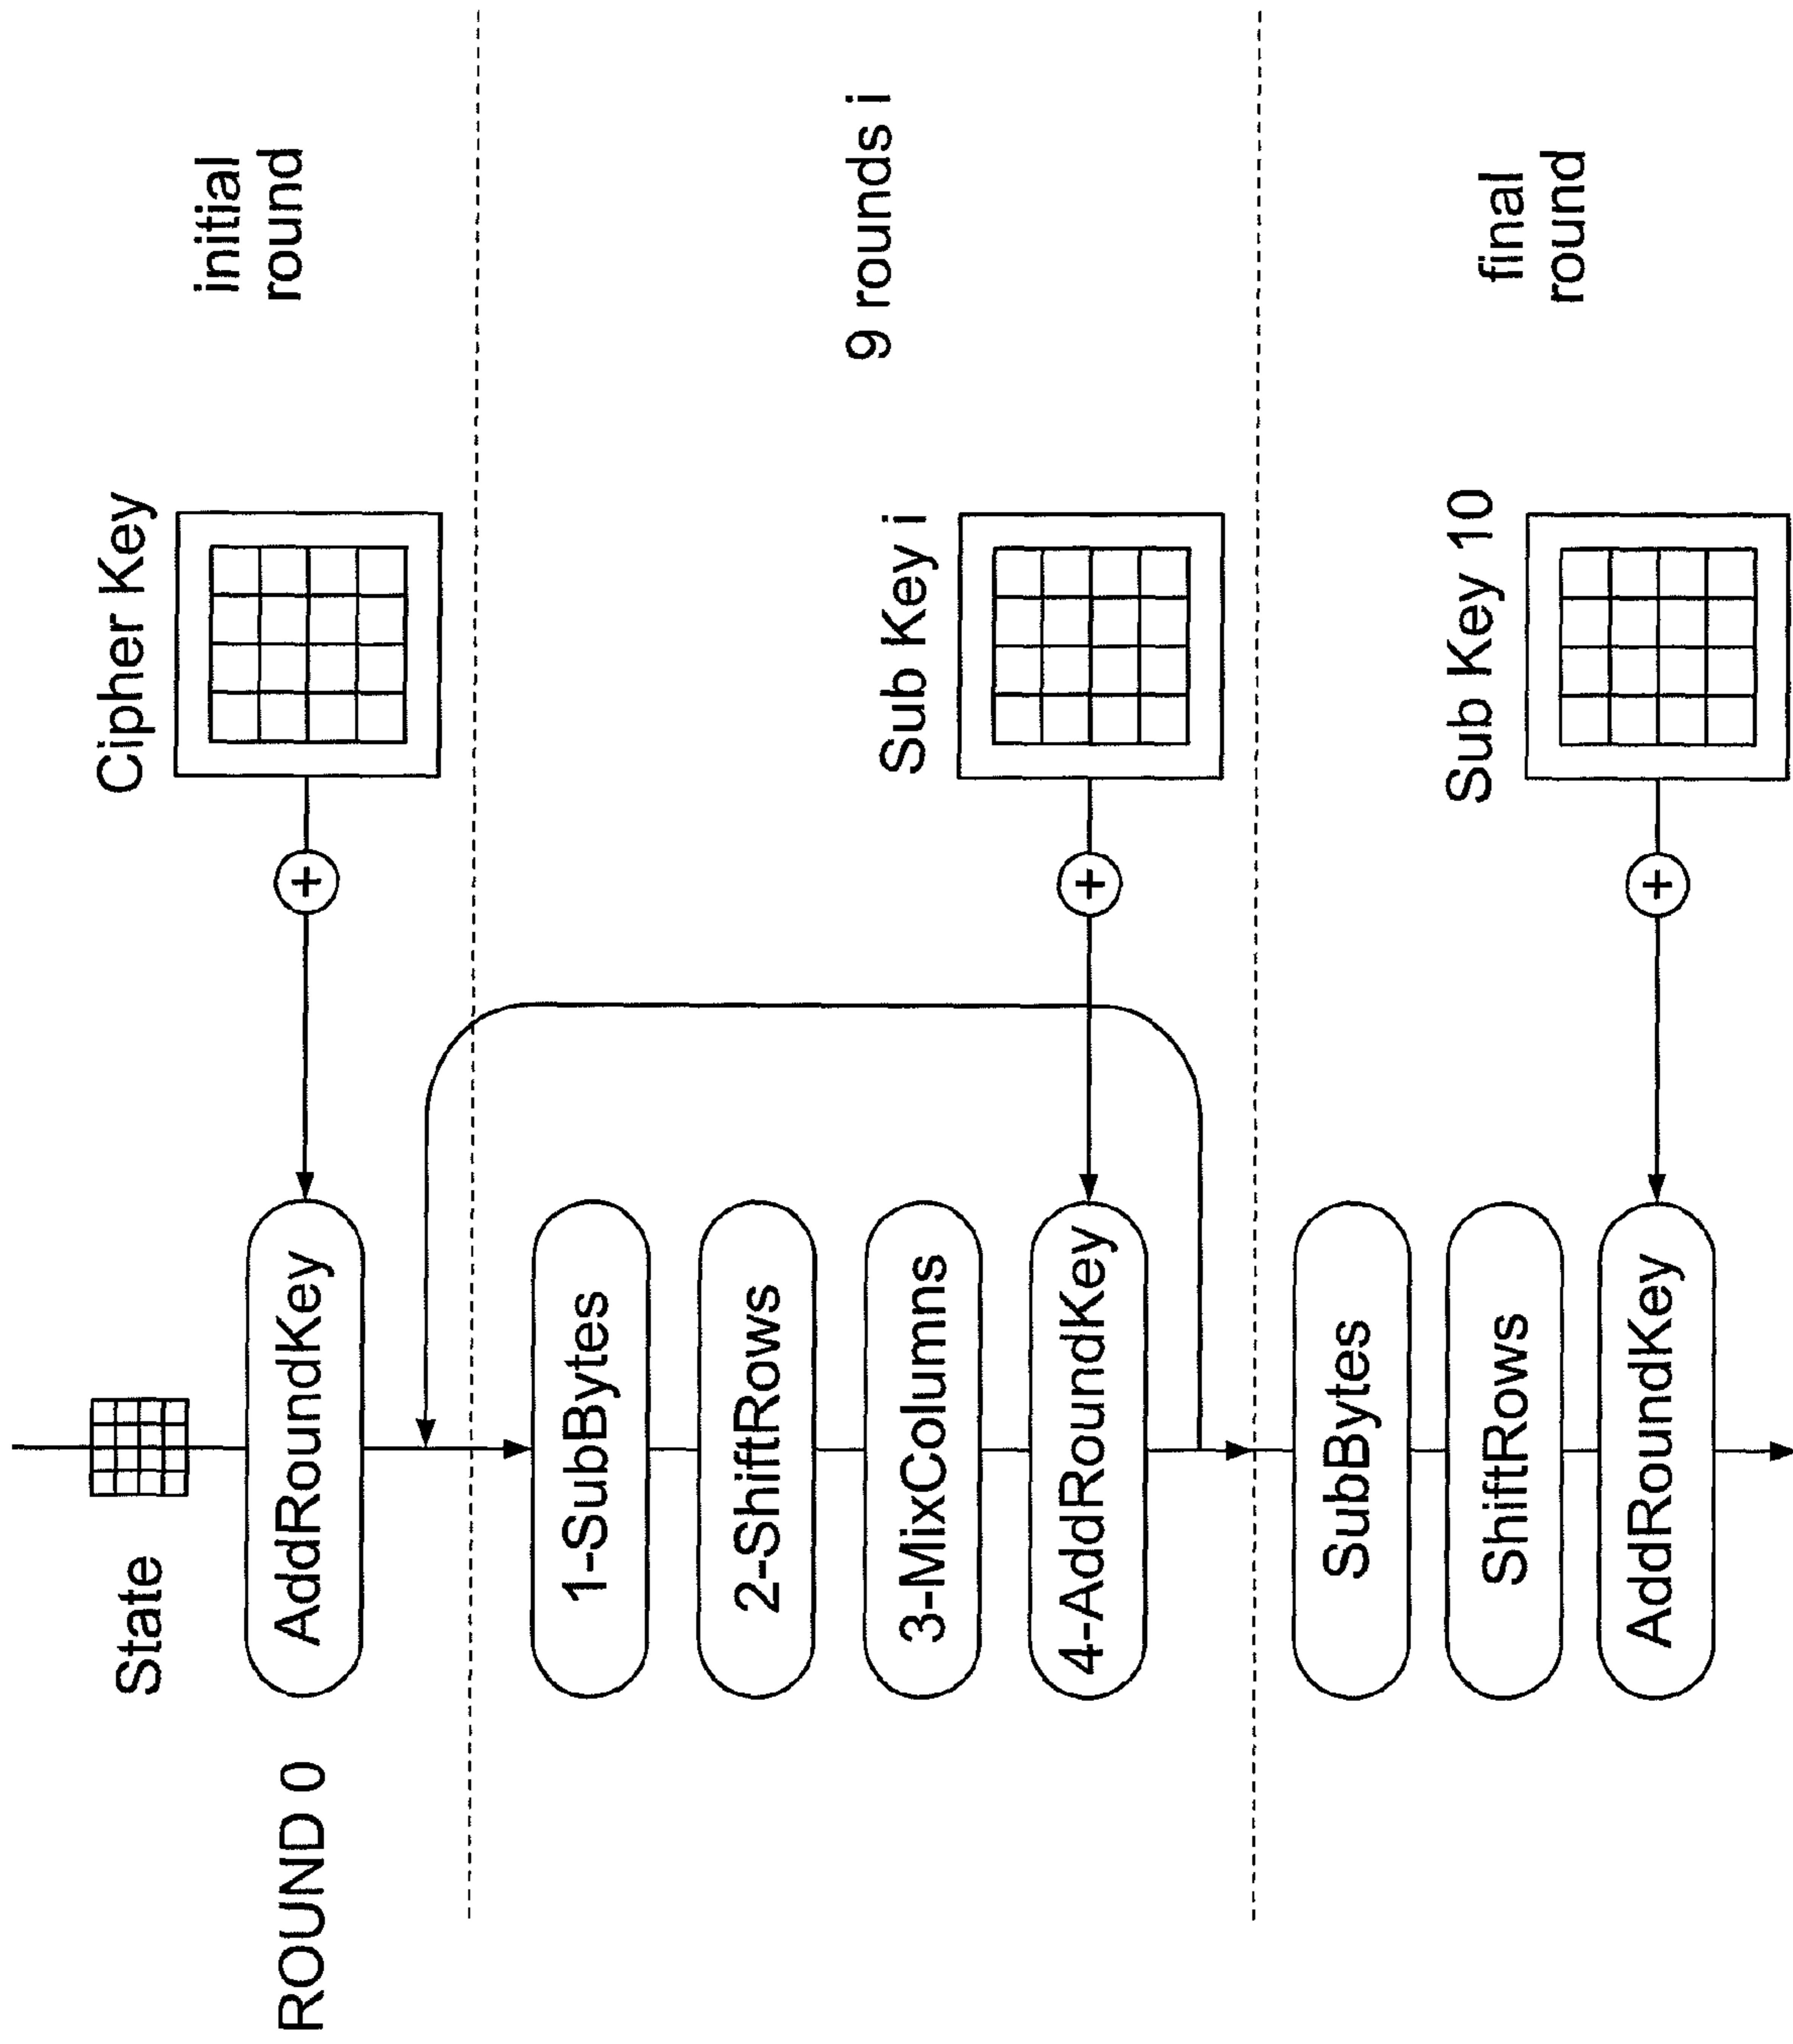 ROUND 0
State
AddRoundKey
Cipher Key
+
initial
round
1-SubBytes
2-ShiftRows
3-MixColumns
4-AddRoundKey
Sub Key i
+
9 rounds i
SubBytes
ShiftRows
AddRoundKey
Sub Key 10
+
final
round